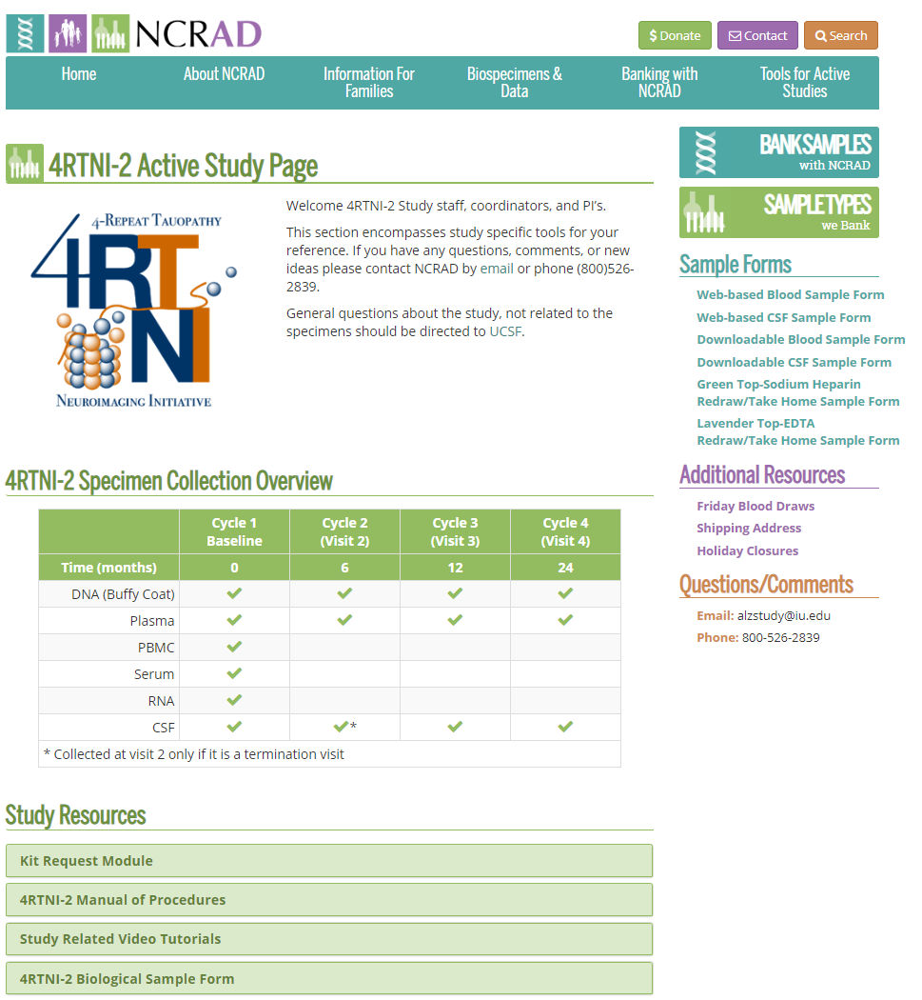 NCRAD
$ Donate
Contact
Search
Home
About NCRAD
Information For
Families
Biospecimens &
Data
Banking with
NCRAD
Tools for Active
Studies
4RTNI-2 Active Study Page
4-REPEAT TAUOPATHY
4RTNI
NEUROIMAGING INITIATIVE
Welcome 4RTNI-2 Study staff, coordinators, and PI's.
This section encompasses study specific tools for your
reference. If you have any questions, comments, or new
ideas please contact NCRAD by email or phone (800)526-
2839.
General questions about the study, not related to the
specimens should be directed to UCSF.
4RTNI-2 Specimen Collection Overview
Cycle 1
Baseline
Cycle 2
(Visit 2)
Cycle 3
(Visit 3)
Cycle 4
(Visit 4)
Time (months) 0 6 12 24
DNA (Buffy Coat) ✔ ✔ ✔ ✔
Plasma ✔ ✔ ✔ ✔
PBMC ✔
Serum ✔
RNA ✔
CSF ✔ ✔* ✔ ✔
* Collected at visit 2 only if it is a termination visit
Study Resources
Kit Request Module
4RTNI-2 Manual of Procedures
Study Related Video Tutorials
4RTNI-2 Biological Sample Form
BANK SAMPLES
with NCRAD
SAMPLE TYPES
we Bank
Sample Forms
Web-based Blood Sample Form
Web-based CSF Sample Form
Downloadable Blood Sample Form
Downloadable CSF Sample Form
Green Top-Sodium Heparin
Redraw/Take Home Sample Form
Lavender Top-EDTA
Redraw/Take Home Sample Form
Additional Resources
Friday Blood Draws
Shipping Address
Holiday Closures
Questions/Comments
Email: alzstudy@iu.edu
Phone: 800-526-2839